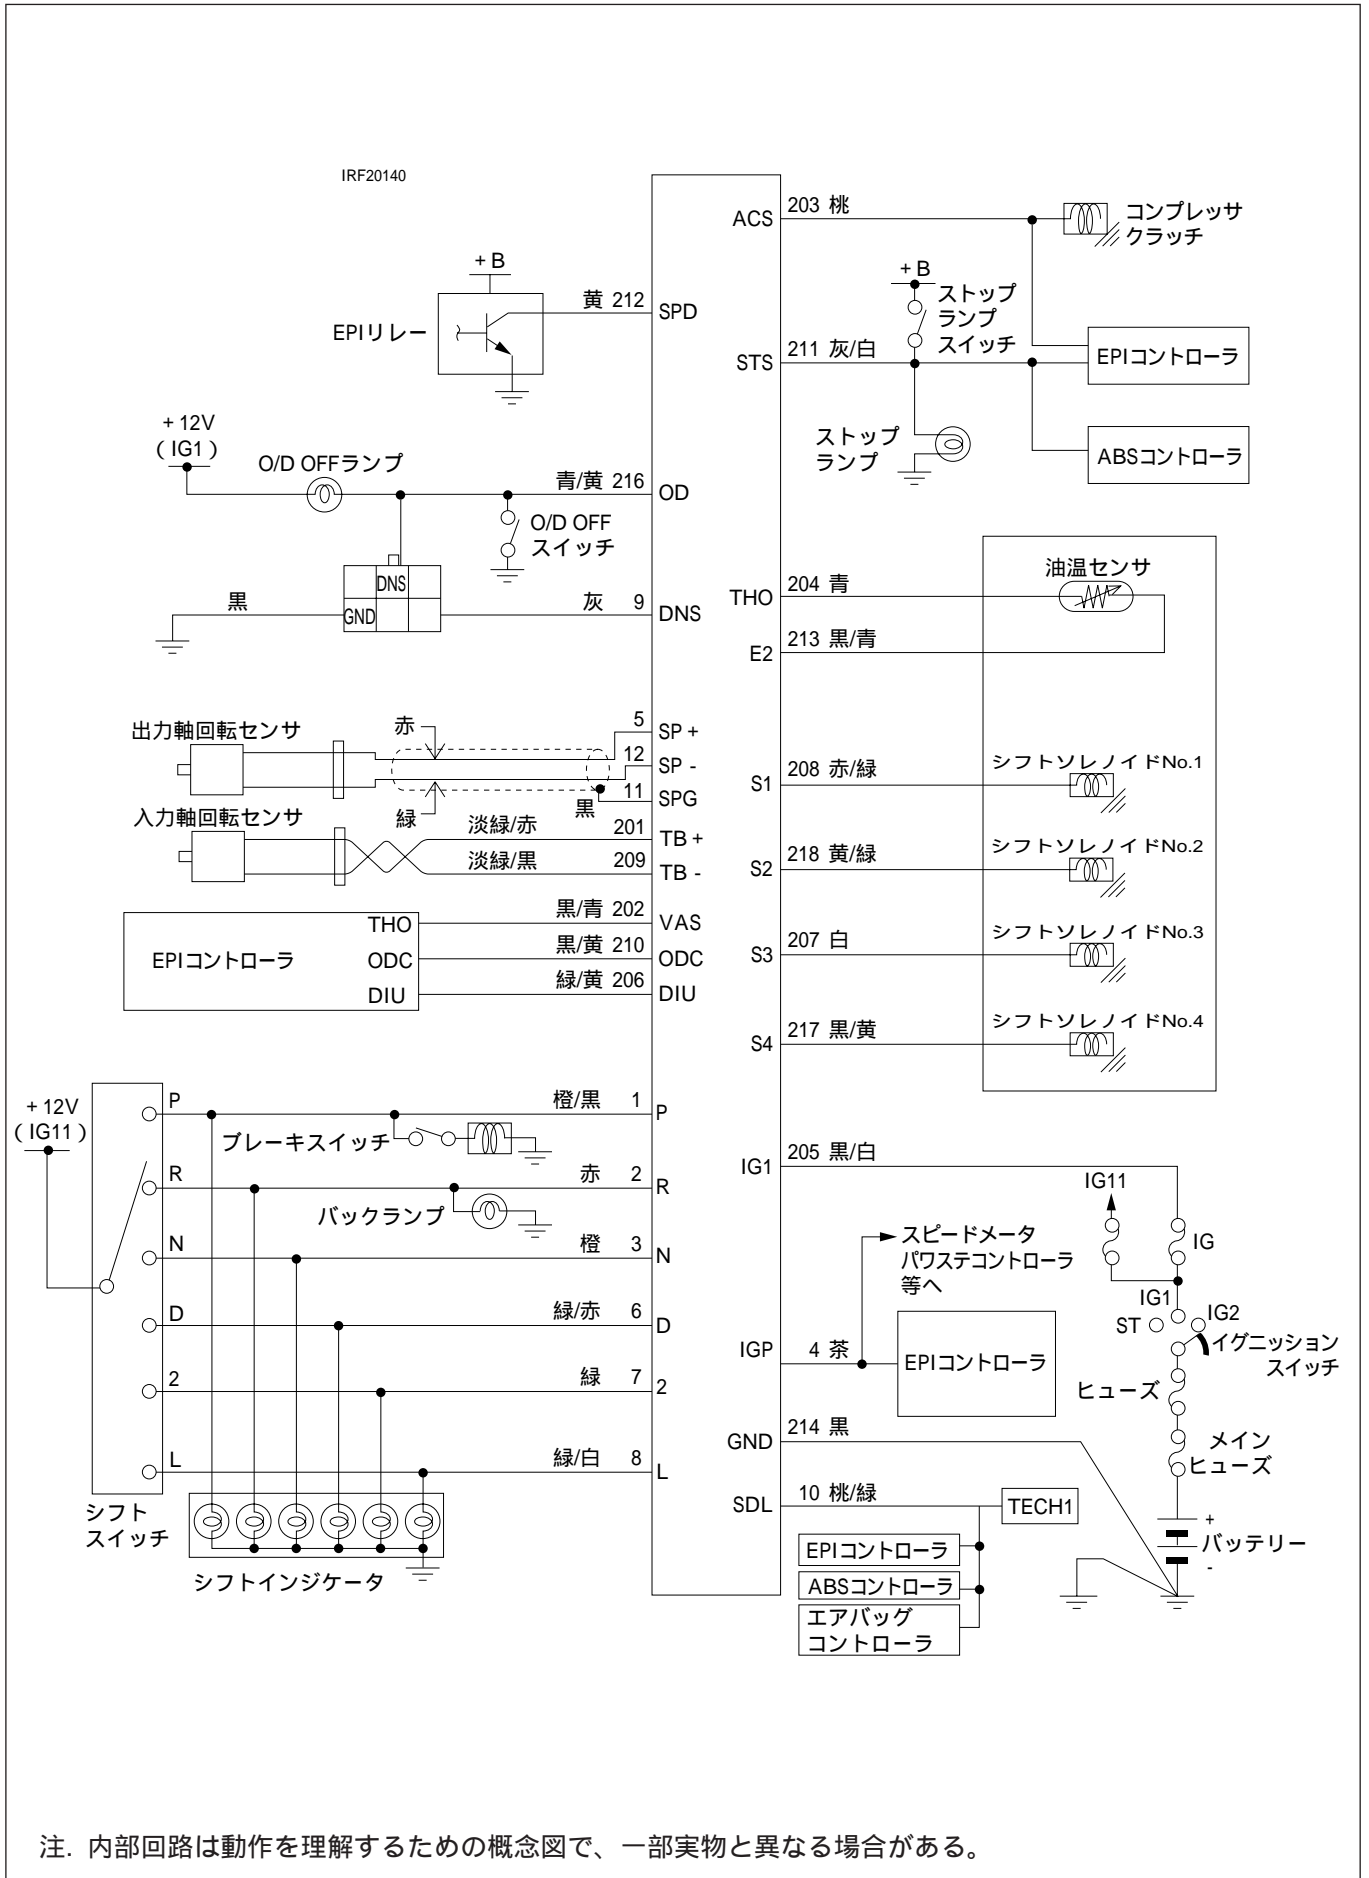 IRF20140
+B
EPIリレー
黄 212
SPD
+12V
(IG1)
O/D OFFランプ
青/黄 216
OD
O/D OFF
スイッチ
DNS
GND
黒
灰 9
DNS
出力軸回転センサ
赤
緑
黒
5
SP+
12
SP -
11
SPG
入力軸回転センサ
淡緑/赤 201
TB+
淡緑/黒 209
TB -
EPIコントローラ
THO
ODC
DIU
黒/青 202
VAS
黒/黄 210
ODC
緑/黄 206
DIU
+12V
(IG11)
P
橙/黒 1
P
ブレーキスイッチ
R
赤 2
R
バックランプ
N
橙 3
N
D
緑/赤 6
D
2
緑 7
2
L
緑/白 8
L
シフト
スイッチ
シフトインジケータ
ACS
203 桃
コンプレッサ
クラッチ
+B
ストップ
ランプ
スイッチ
STS
211 灰/白
EPIコントローラ
ストップ
ランプ
ABSコントローラ
油温センサ
THO
204 青
E2
213 黒/青
シフトソレノイドNo.1
S1
208 赤/緑
シフトソレノイドNo.2
S2
218 黄/緑
シフトソレノイドNo.3
S3
207 白
シフトソレノイドNo.4
S4
217 黒/黄
IG1
205 黒/白
IG11
IG
スピードメータ
パワステコントローラ
等へ
IG1
ST
IG2
イグニッション
スイッチ
IGP
4 茶
EPIコントローラ
ヒューズ
GND
214 黒
メイン
ヒューズ
SDL
10 桃/緑
TECH1
+
バッテリー
-
EPIコントローラ
ABSコントローラ
エアバッグ
コントローラ
注. 内部回路は動作を理解するための概念図で、一部実物と異なる場合がある。